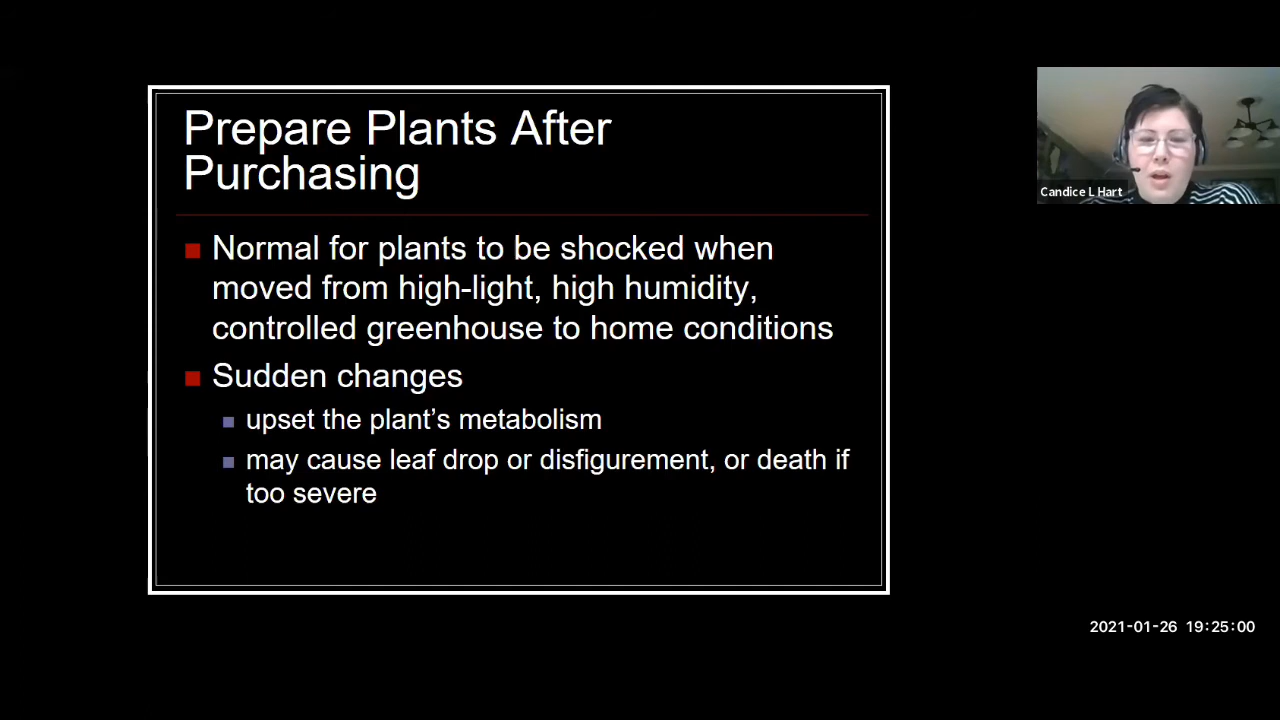 Prepare Plants After
Purchasing
Normal for plants to be shocked when
moved from high-light, high humidity,
controlled greenhouse to home conditions
Sudden changes
upset the plant’s metabolism
may cause leaf drop or disfigurement, or death if
too severe
Candice L Hart
2021-01-26 19:25:00